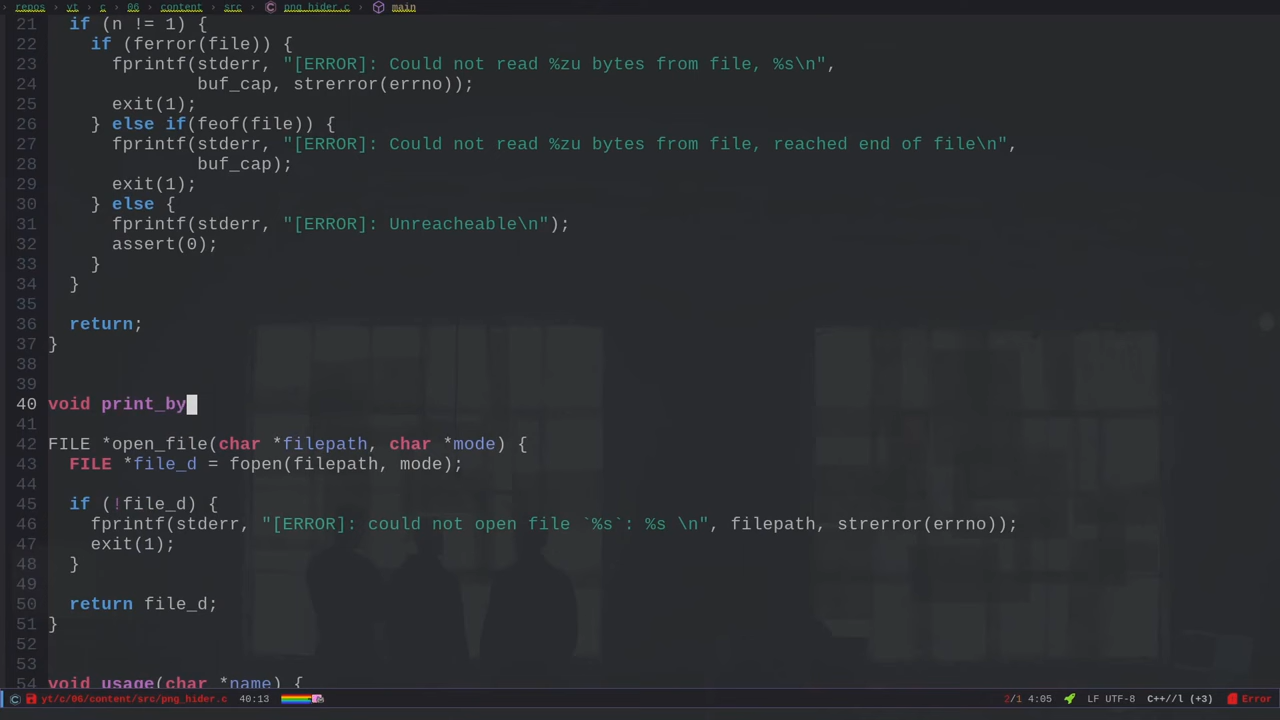 repos › yt › c › 06 › content › src › png_hider.c › main
21 if (n != 1) {
22 if (ferror(file)) {
23 fprintf(stderr, "[ERROR]: Could not read %zu bytes from file, %s\n",
24 buf_cap, strerror(errno));
25 exit(1);
26 } else if(feof(file)) {
27 fprintf(stderr, "[ERROR]: Could not read %zu bytes from file, reached end of file\n",
28 buf_cap);
29 exit(1);
30 } else {
31 fprintf(stderr, "[ERROR]: Unreacheable\n");
32 assert(0);
33 }
34 }
35
36 return;
37 }
38
39
40 void print_by
41
42 FILE *open_file(char *filepath, char *mode) {
43 FILE *file_d = fopen(filepath, mode);
44
45 if (!file_d) {
46 fprintf(stderr, "[ERROR]: could not open file `%s`: %s \n", filepath, strerror(errno));
47 exit(1);
48 }
49
50 return file_d;
51 }
52
53
54 void usage(char *name) {
yt/c/06/content/src/png_hider.c 40:13 2/1 4:05 LF UTF-8 C++//l (+3) Error